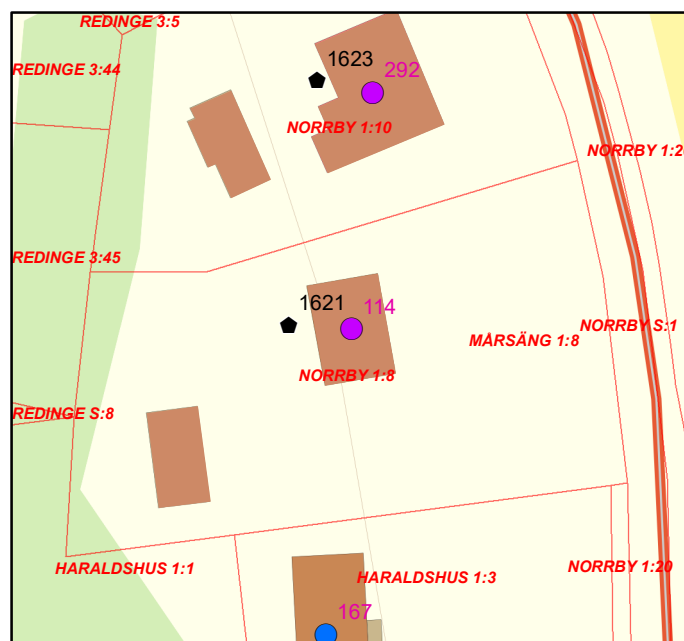 REDINGE 3:5
1623
292
REDINGE 3:44
NORRBY 1:10
NORRBY 1:2
REDINGE 3:45
1621
114
NORRBY S:1
MÅRSÄNG 1:8
NORRBY 1:8
REDINGE S:8
HARALDSHUS 1:1
HARALDSHUS 1:3
NORRBY 1:20
167